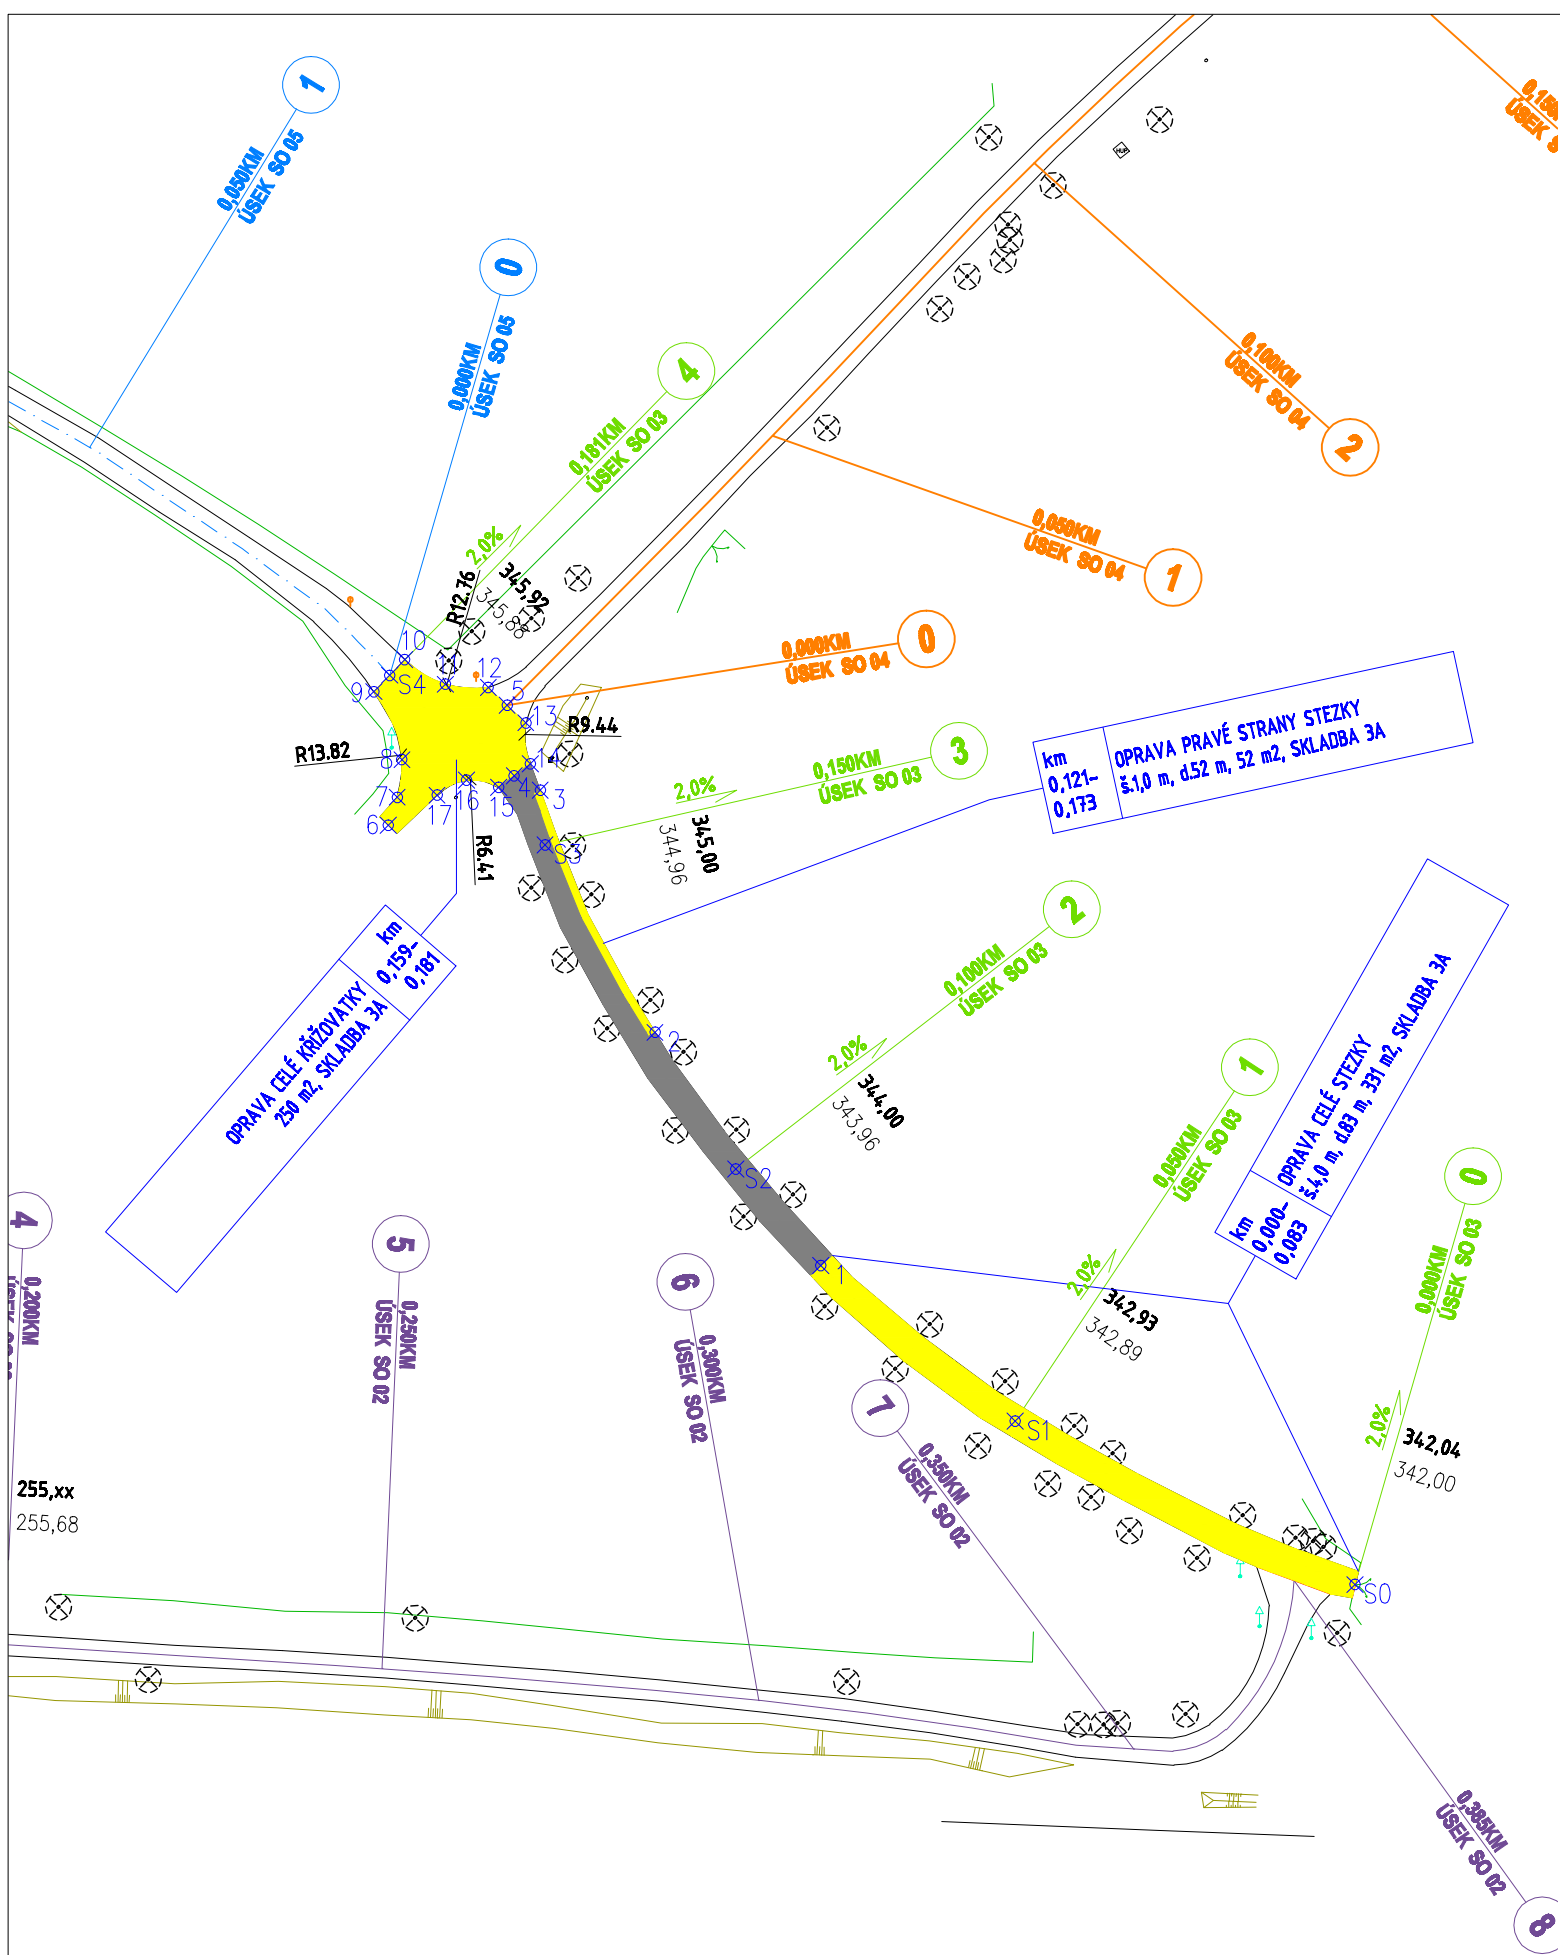 1
0,050KM
ÚSEK SO 05
0
0,000KM
ÚSEK SO 05
4
0,181KM
ÚSEK SO 03
2,0%
345,92
345,88
R12.76
HUP
0,100KM
ÚSEK SO 04
2
0,050KM
ÚSEK SO 04
1
0,000KM
ÚSEK SO 04
0
10
11
12
5
13
9
S4
8
R13.82
R9.44
14
7
6
17
16
15
4
3
R6.41
S3
2,0%
0,150KM
ÚSEK SO 03
3
345,00
344,96
km
0,121-
0,173
OPRAVA PRAVÉ STRANY STEZKY
š.1,0 m, d.52 m, 52 m2, SKLADBA 3A
km
0,159-
0,181
OPRAVA CELÉ KŘIŽOVATKY
250 m2, SKLADBA 3A
2
2
0,100KM
ÚSEK SO 03
2,0%
344,00
343,96
S2
1
1
0,050KM
ÚSEK SO 03
2,0%
342,93
342,89
S1
km
0,000-
0,083
OPRAVA CELÉ STEZKY
š.4,0 m, d.83 m, 331 m2, SKLADBA 3A
0
0,000KM
ÚSEK SO 03
2,0%
342,04
342,00
S0
4
0,200KM
255,xx
255,68
5
0,250KM
ÚSEK SO 02
6
0,300KM
ÚSEK SO 02
7
0,350KM
ÚSEK SO 02
0,385KM
ÚSEK SO 02
8